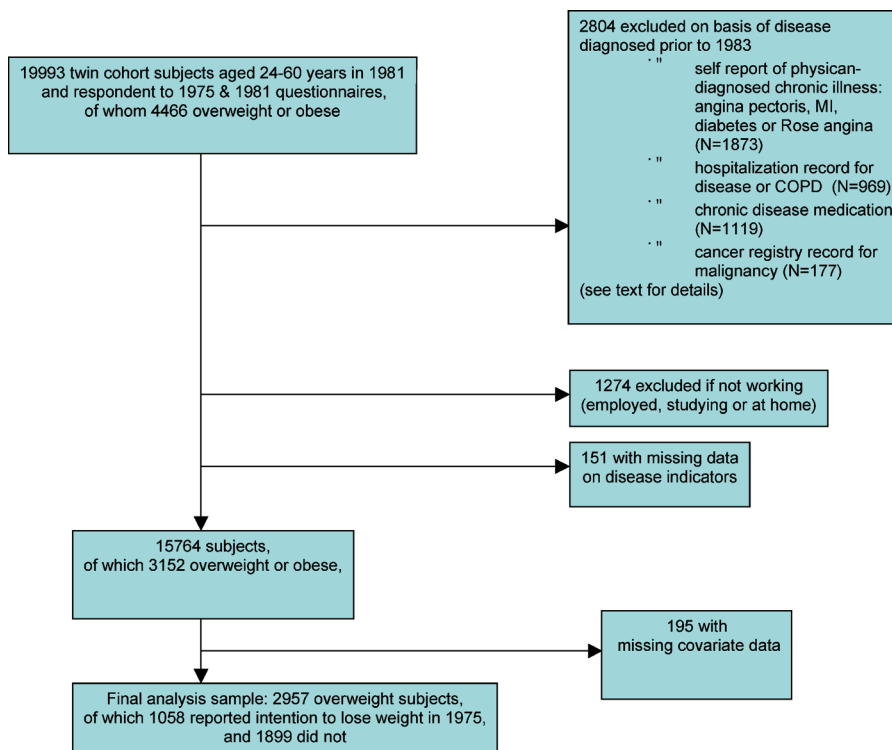 19993 twin cohort subjects aged 24-60 years in 1981
and respondent to 1975 & 1981 questionnaires,
of whom 4466 overweight or obese
2804 excluded on basis of disease
diagnosed prior to 1983
· " self report of physican-
diagnosed chronic illness:
angina pectoris, MI,
diabetes or Rose angina
(N=1873)
· " hospitalization record for
disease or COPD (N=969)
· " chronic disease medication
(N=1119)
· " cancer registry record for
malignancy (N=177)
(see text for details)
1274 excluded if not working
(employed, studying or at home)
151 with missing data
on disease indicators
15764 subjects,
of which 3152 overweight or obese,
195 with
missing covariate data
Final analysis sample: 2957 overweight subjects,
of which 1058 reported intention to lose weight in 1975,
and 1899 did not